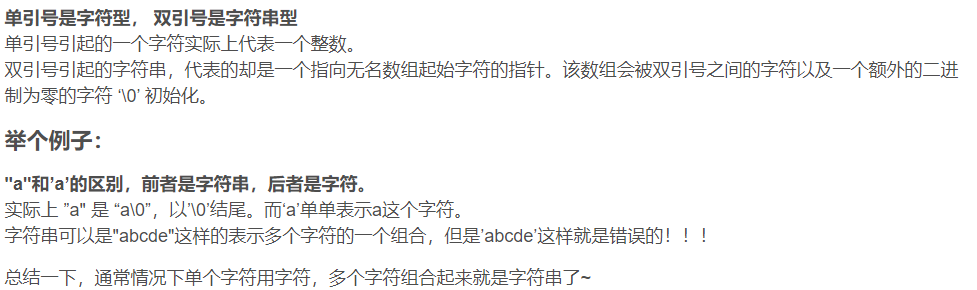 单引号是字符型， 双引号是字符串型
单引号引起的一个字符实际上代表一个整数。
双引号引起的字符串，代表的却是一个指向无名数组起始字符的指针。该数组会被双引号之间的字符以及一个额外的二进
制为零的字符 ‘\0’ 初始化。
举个例子：
"a"和’a’的区别，前者是字符串，后者是字符。
实际上 ”a" 是 “a\0”，以’\0’结尾。而‘a’单单表示a这个字符。
字符串可以是"abcde"这样的表示多个字符的一个组合，但是’abcde’这样就是错误的！！！
总结一下，通常情况下单个字符用字符，多个字符组合起来就是字符串了~